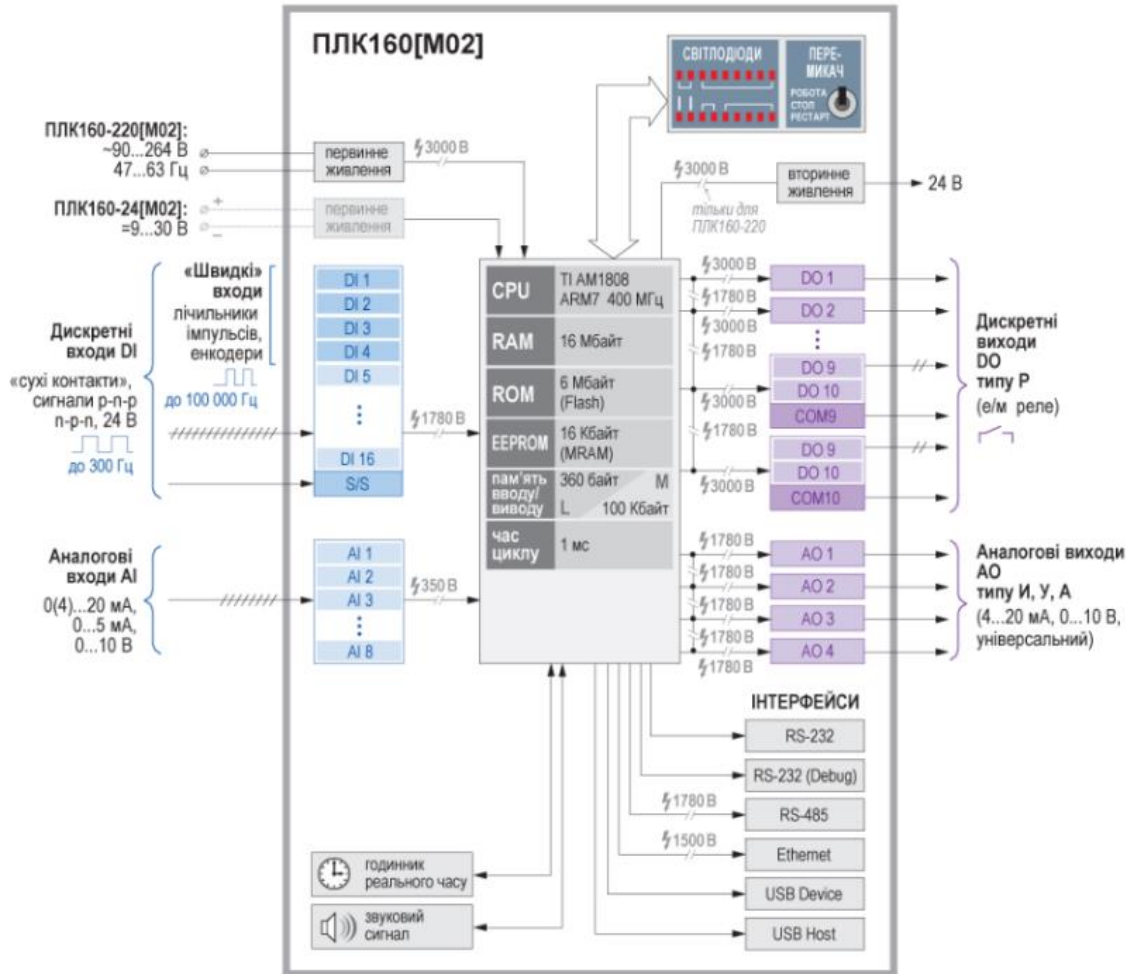 ПЛК160[М02]
СВІТЛОДІОДИ
ПЕРЕ-
МИКАЧ
РОБОТА
СТОП
РЕСТАРТ
ПЛК160-220[М02]:
~90...264 В
47...63 Гц
первинне
живлення
3000 В
3000 В
вторинне
живлення
24 В
тільки для
ПЛК160-220
ПЛК160-24[М02]:
=9...30 В
+
–
первинне
живлення
«Швидкі»
входи
лічильники
імпульсів,
енкодери
до 100 000 Гц
Дискретні
входи DI
«сухі контакти»,
сигнали p-n-p
n-p-n, 24 В
до 300 Гц
DI 1
DI 2
DI 3
DI 4
DI 5
DI 16
S/S
1780 В
CPU
TI AM1808
ARM7 400 МГц
RAM
16 Мбайт
ROM
6 Мбайт
(Flash)
EEPROM
16 Кбайт
(MRAM)
пам'ять
вводу/
виводу
360 байт М
L 100 Кбайт
час
циклу
1 мс
3000 В
1780 В
3000 В
1780 В
3000 В
1780 В
3000 В
DO 1
DO 2
DO 9
DO 10
COM9
DO 9
DO 10
COM10
Дискретні
виходи
DO
типу Р
(е/м реле)
Аналогові
входи AI
0(4)...20 мА,
0...5 мА,
0...10 В
AI 1
AI 2
AI 3
AI 8
350 В
1780 В
1780 В
1780 В
1780 В
1780 В
AO 1
AO 2
AO 3
AO 4
Аналогові виходи
AO
типу И, У, А
(4...20 мА, 0...10 В,
універсальний)
ІНТЕРФЕЙСИ
RS-232
RS-232 (Debug)
1780 В
RS-485
1500 В
Ethernet
USB Device
USB Host
годинник
реального часу
звуковий
сигнал